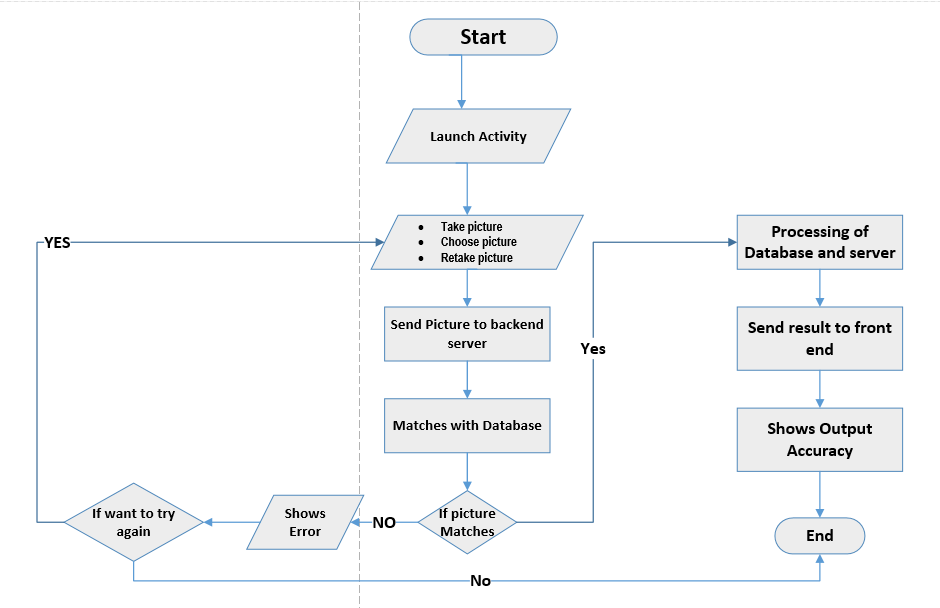 Start
Launch Activity
• Take picture
• Choose picture
• Retake picture
YES
Processing of
Database and server
Send Picture to backend
server
Send result to front
end
Yes
Matches with Database
Shows Output
Accuracy
If want to try
again
Shows
Error
NO
If picture
Matches
End
No